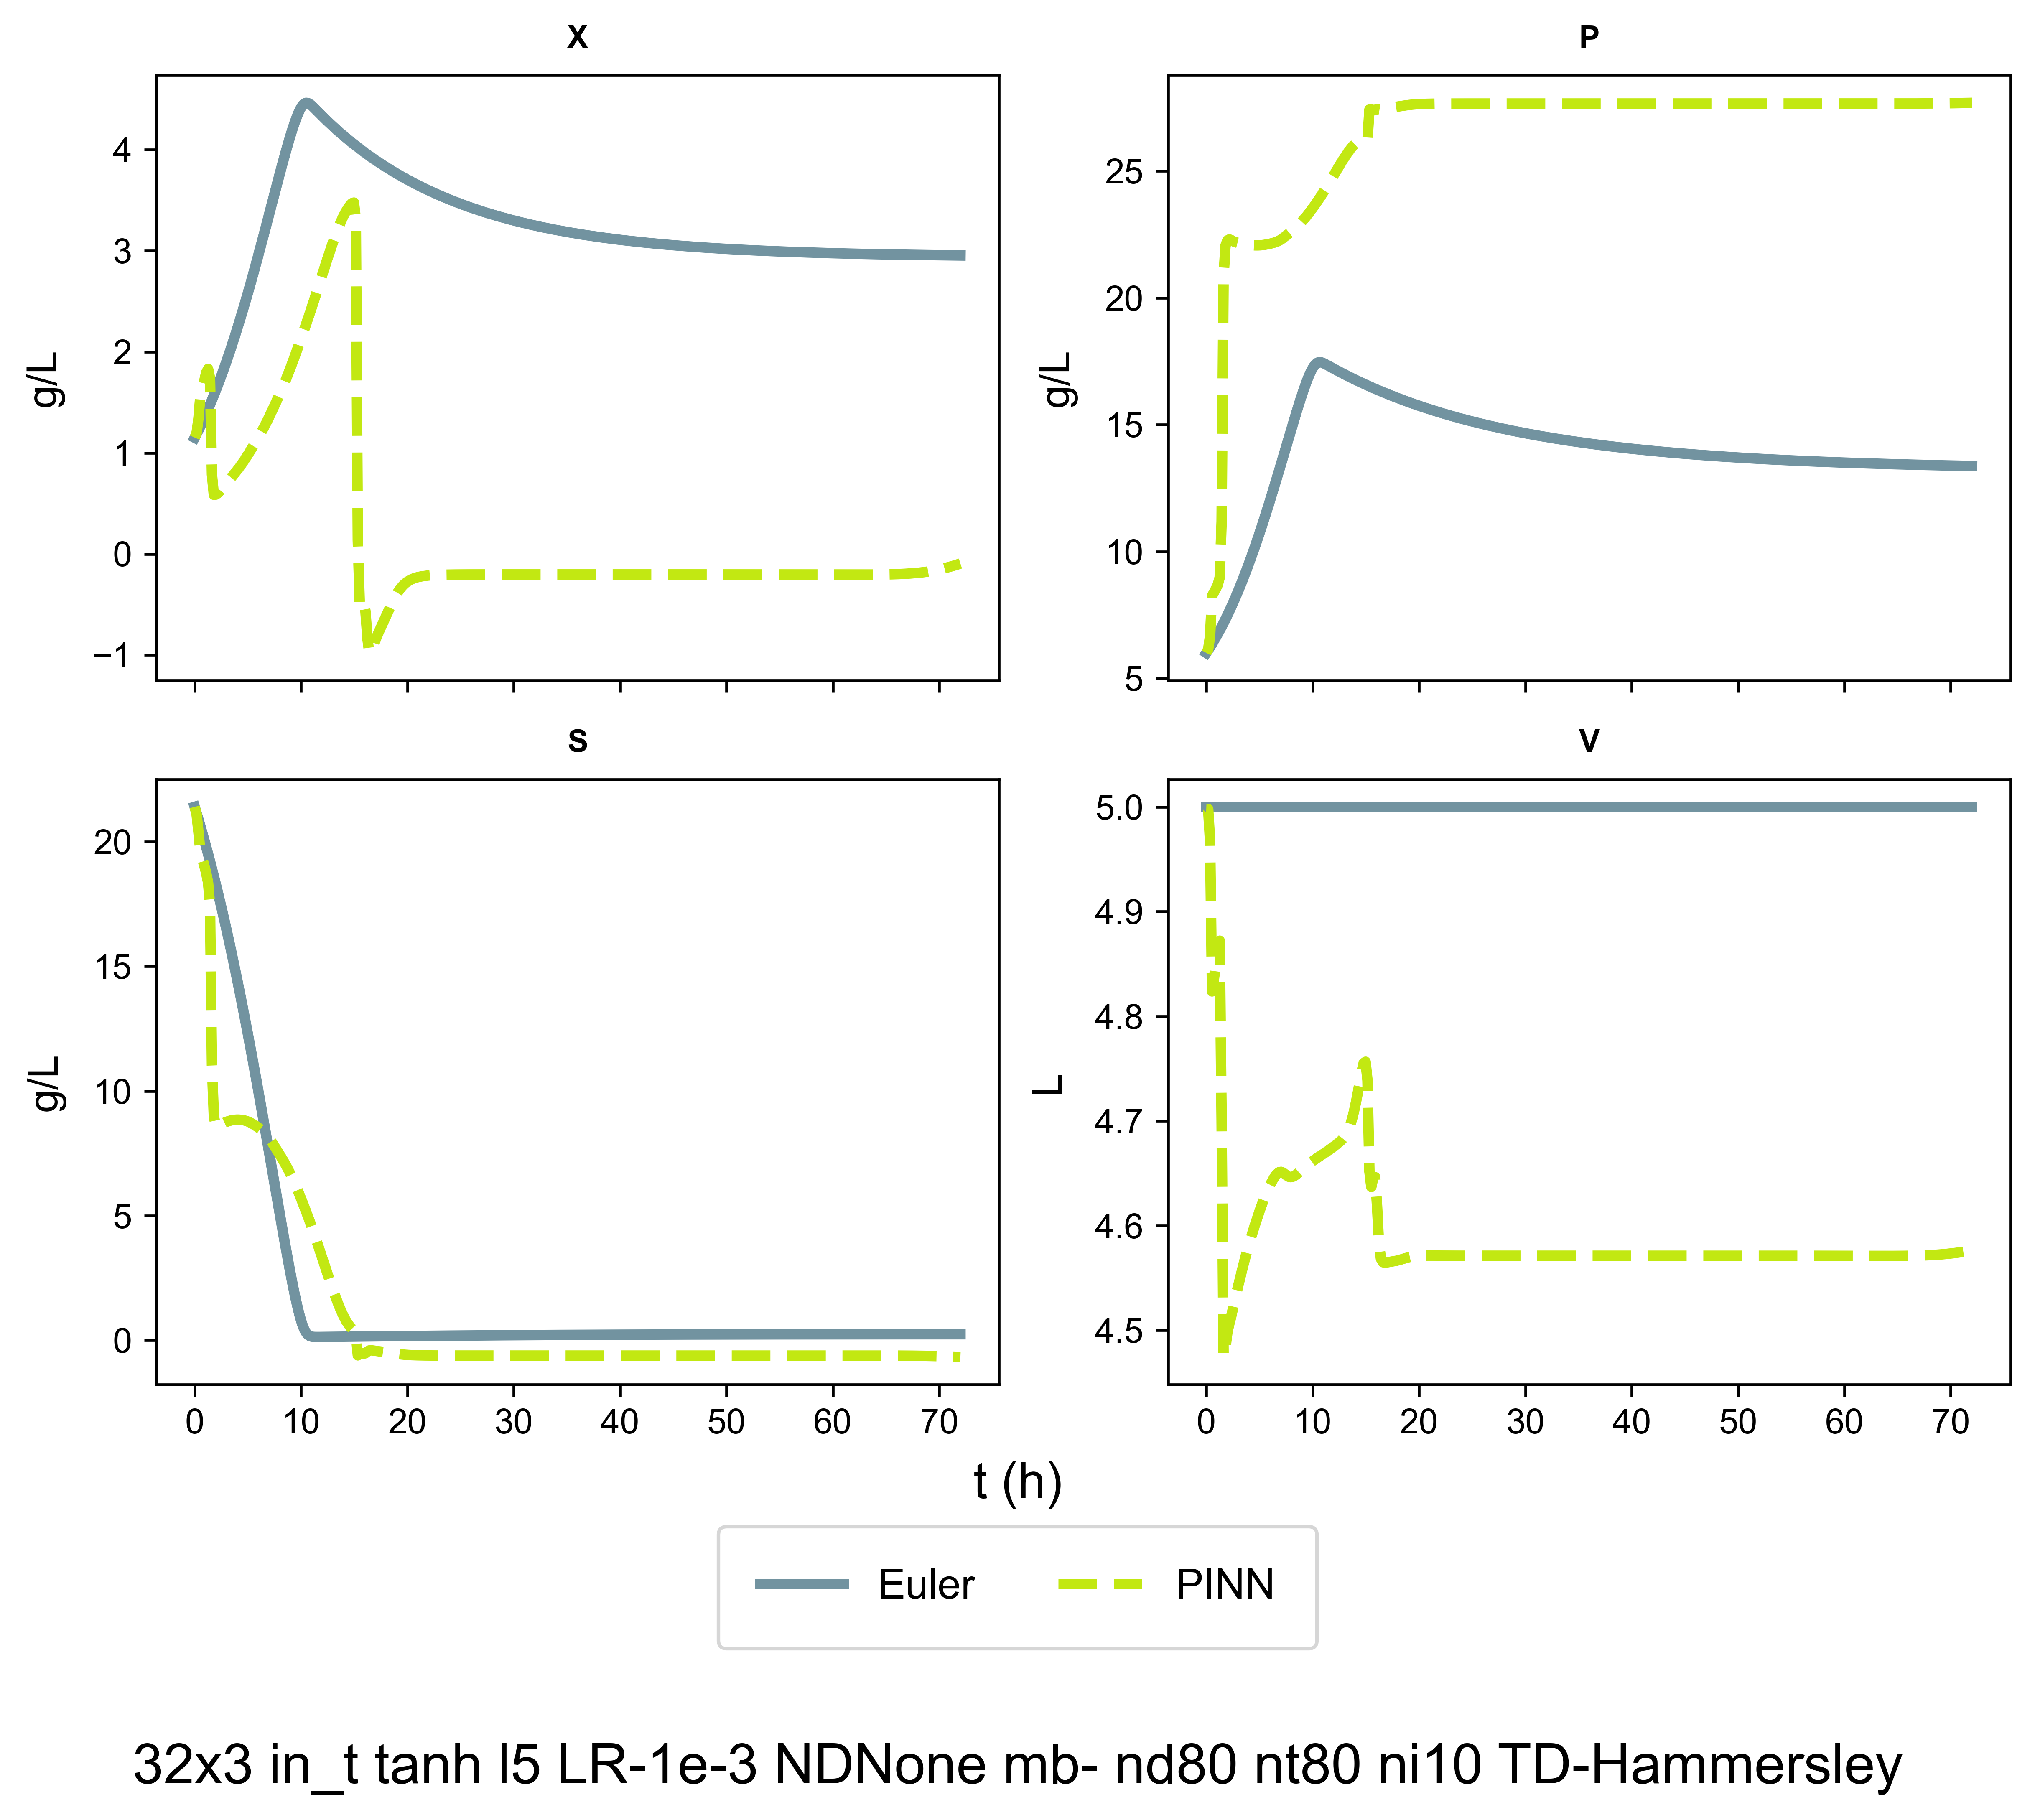 X
P
4
3
2
1
0
−1
g/L
25
20
15
10
5
g/L
S
V
20
15
10
5
0
g/L
5.0
4.9
4.8
4.7
4.6
4.5
L
0 10 20 30 40 50 60 70
0 10 20 30 40 50 60 70
t (h)
Euler PINN
32x3 in_t tanh l5 LR-1e-3 NDNone mb- nd80 nt80 ni10 TD-Hammersley